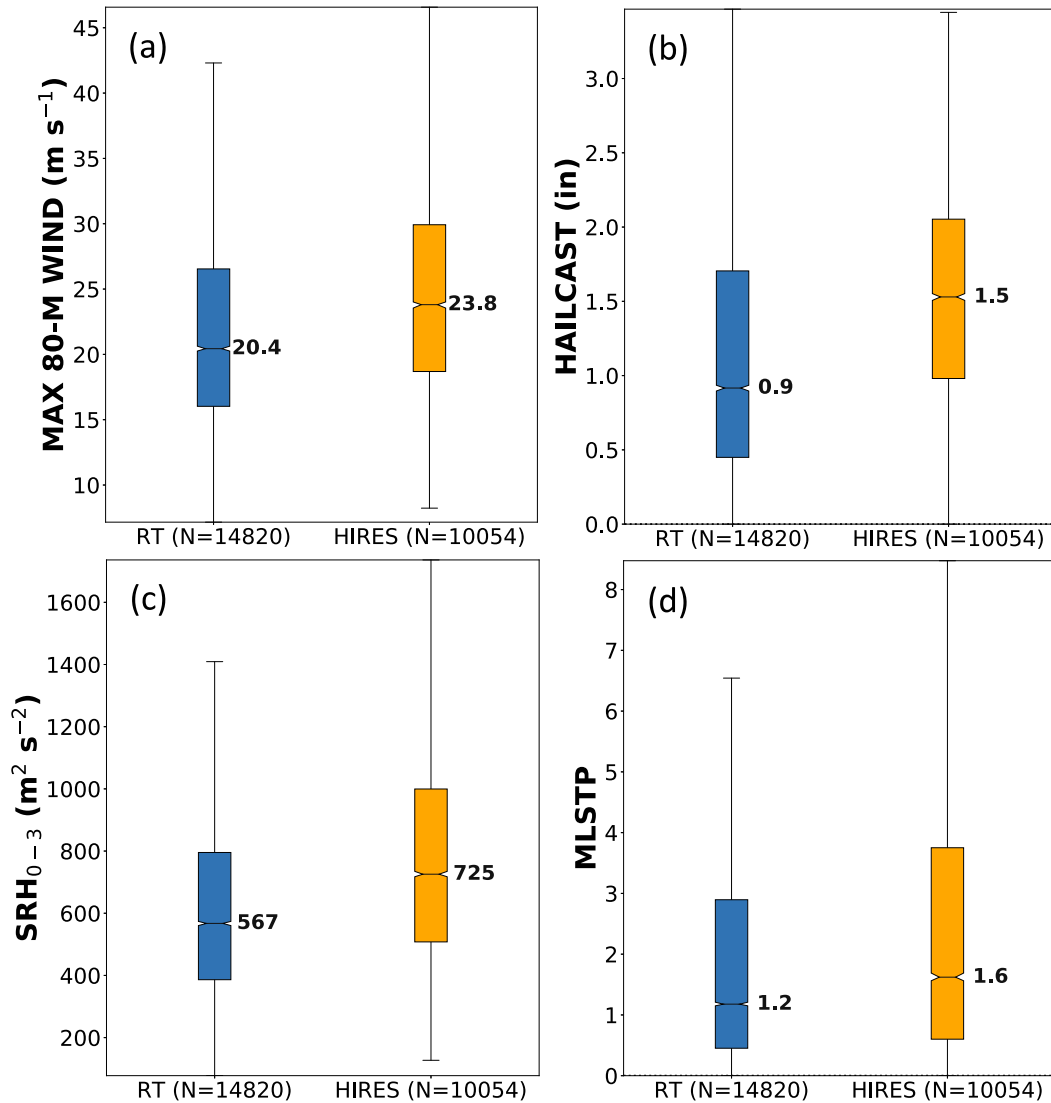 (a)
MAX 80-M WIND (m s⁻¹)
45
40
35
30
25
20
15
10
20.4
23.8
RT (N=14820)
HIRES (N=10054)
(b)
HAILCAST (in)
3.0
2.5
2.0
1.5
1.0
0.5
0.0
0.9
1.5
RT (N=14820)
HIRES (N=10054)
(c)
SRH₀₋₃ (m² s⁻²)
1600
1400
1200
1000
800
600
400
200
567
725
RT (N=14820)
HIRES (N=10054)
(d)
MLSTP
8
7
6
5
4
3
2
1
0
1.2
1.6
RT (N=14820)
HIRES (N=10054)